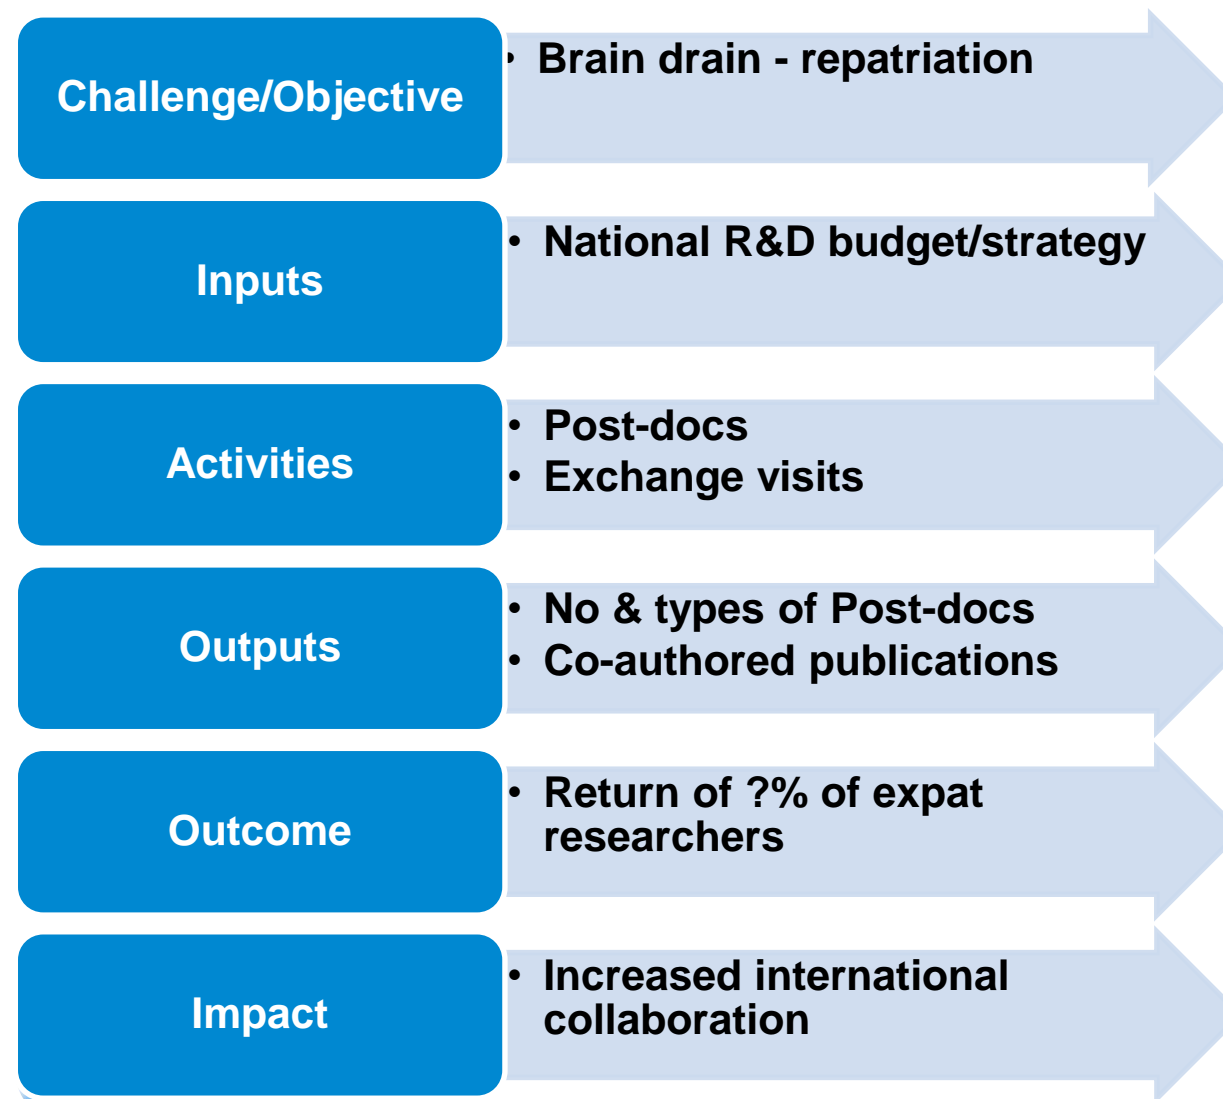 Challenge/Objective
• Brain drain - repatriation
Inputs
• National R&D budget/strategy
Activities
• Post-docs
• Exchange visits
Outputs
• No & types of Post-docs
• Co-authored publications
Outcome
• Return of ?% of expat
researchers
Impact
• Increased international
collaboration